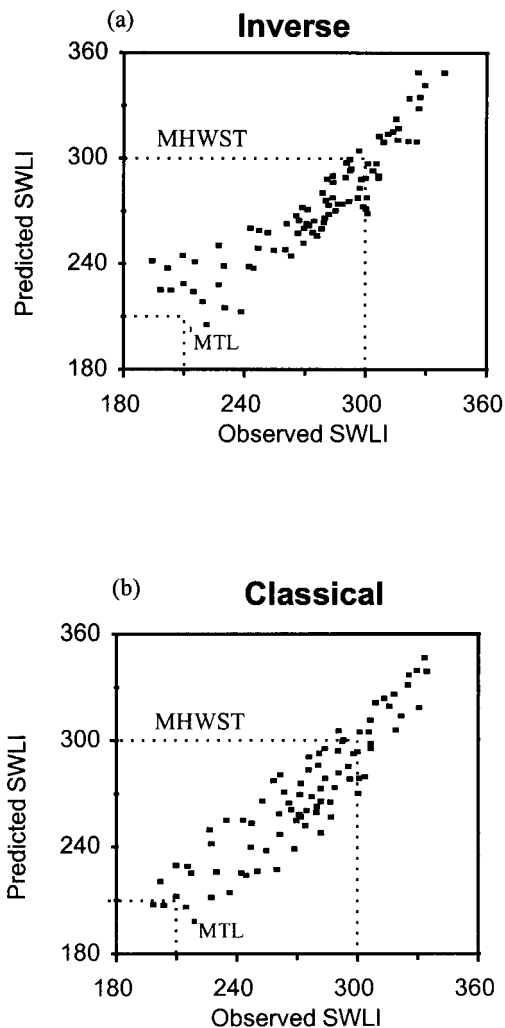 (a) Inverse
360
300
240
180
Predicted SWLI
MHWST
MTL
180 240 300 360
Observed SWLI
(b) Classical
360
300
240
180
Predicted SWLI
MHWST
MTL
180 240 300 360
Observed SWLI